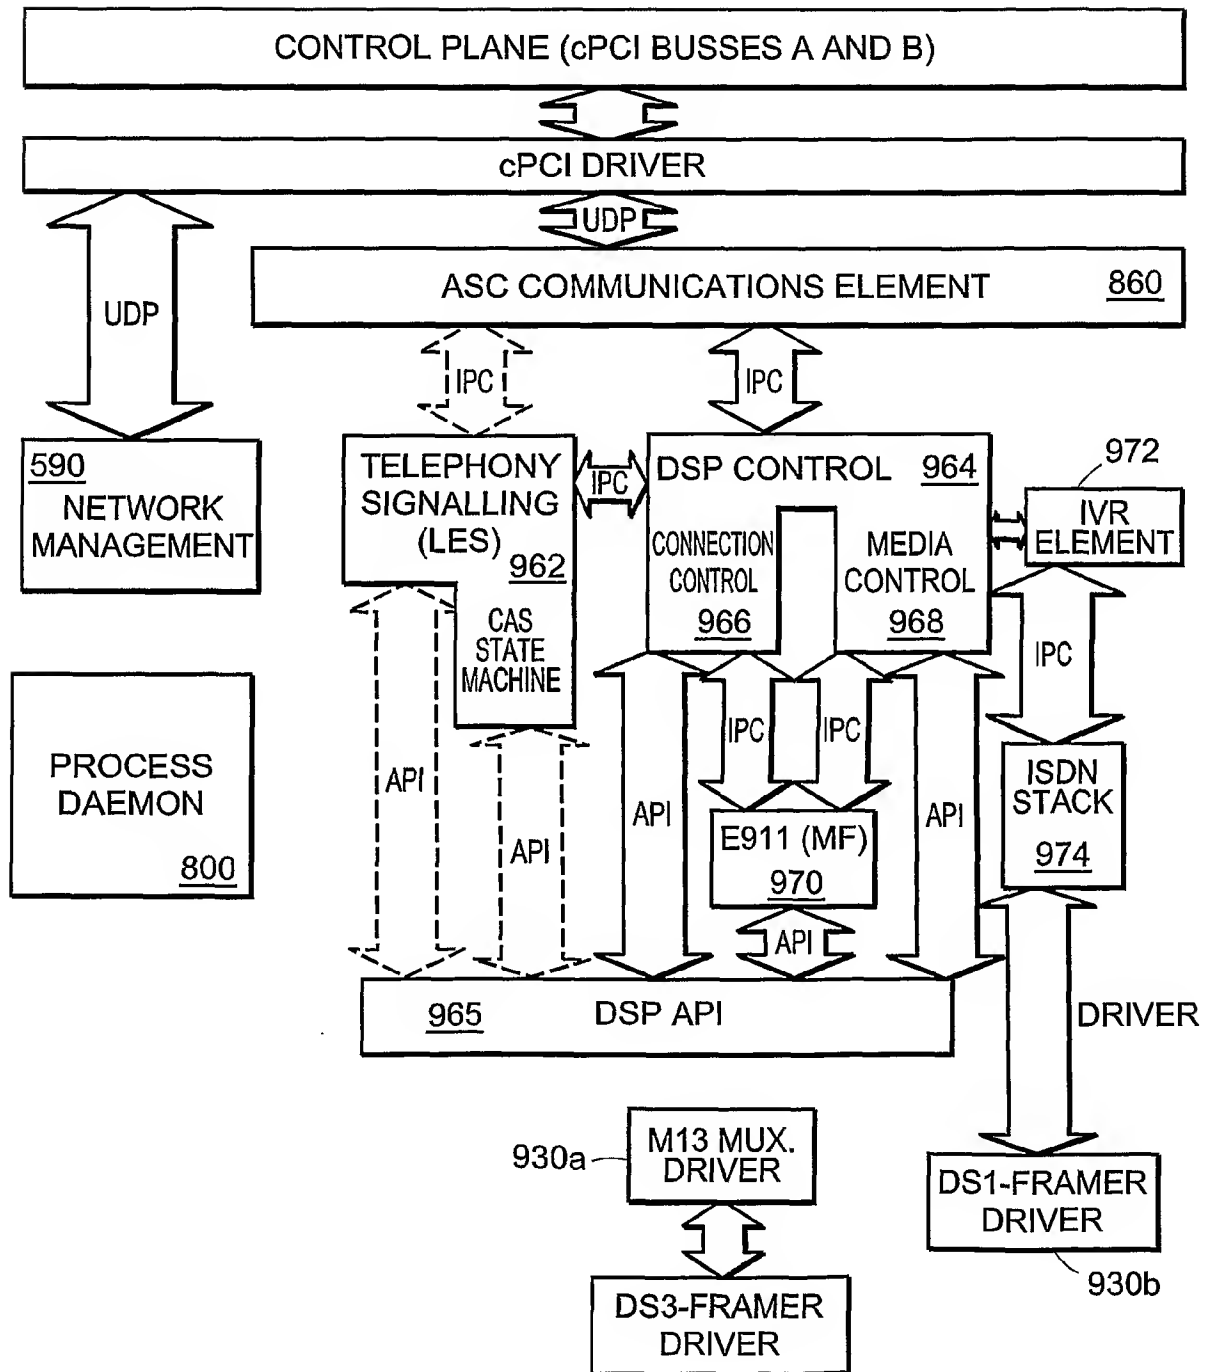 CONTROL PLANE (cPCI BUSSES A AND B)
cPCI DRIVER
UDP
UDP
ASC COMMUNICATIONS ELEMENT 860
IPC
IPC
590
NETWORK
MANAGEMENT
TELEPHONY
SIGNALLING
(LES)
962
CAS
STATE
MACHINE
IPC
DSP CONTROL 964
CONNECTION
CONTROL
966
MEDIA
CONTROL
968
972
IVR
ELEMENT
IPC
PROCESS
DAEMON
800
API
API
API
IPC
IPC
API
E911 (MF)
970
API
ISDN
STACK
974
965 DSP API
DRIVER
930a
M13 MUX.
DRIVER
DS1-FRAMER
DRIVER
930b
DS3-FRAMER
DRIVER